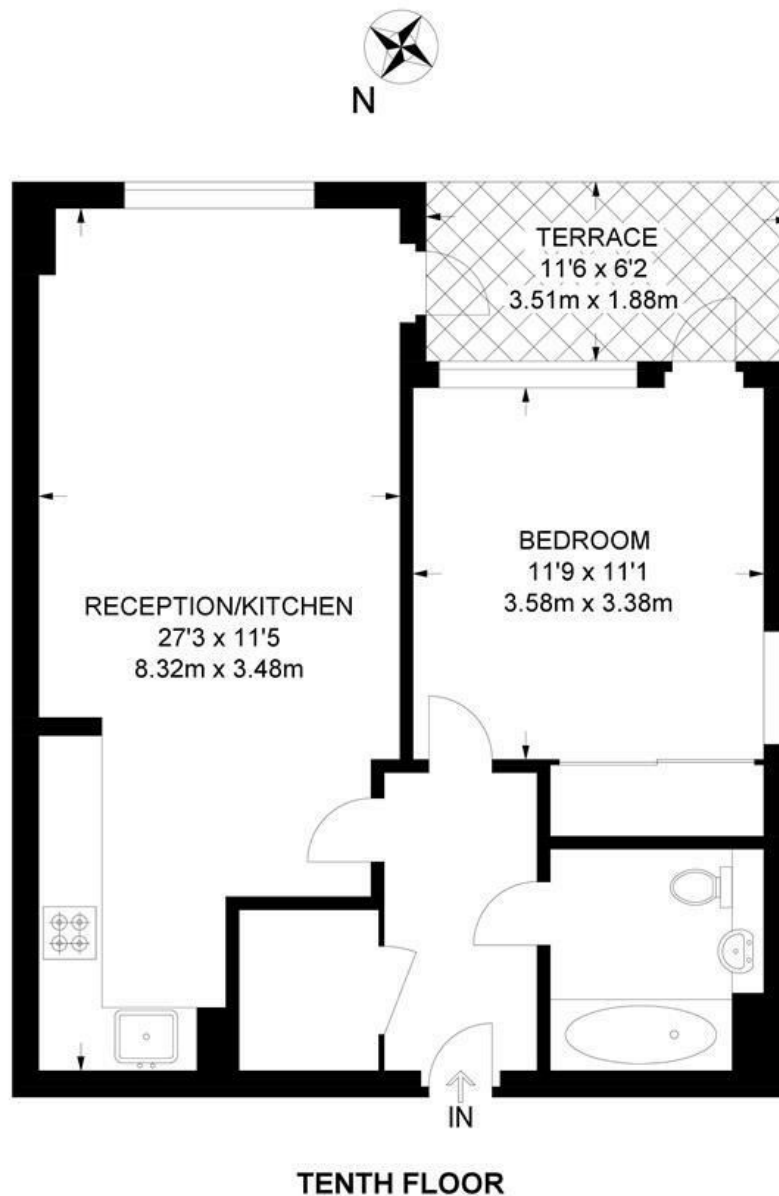 N
TERRACE
11'6 x 6'2
3.51m x 1.88m
BEDROOM
11'9 x 11'1
3.58m x 3.38m
RECEPTION/KITCHEN
27'3 x 11'5
8.32m x 3.48m
IN
TENTH FLOOR